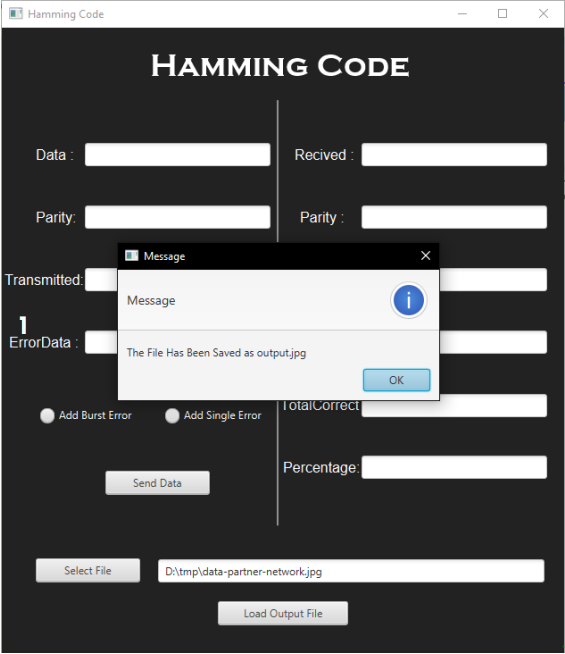 Hamming Code
HAMMING CODE
Data :
Recived :
Parity:
Parity :
Message
Transmitted:
Message
i
1
ErrorData :
The File Has Been Saved as output.jpg
OK
Add Burst Error
Add Single Error
TotalCorrect
Percentage:
Send Data
Select File
D:\tmp\data-partner-network.jpg
Load Output File